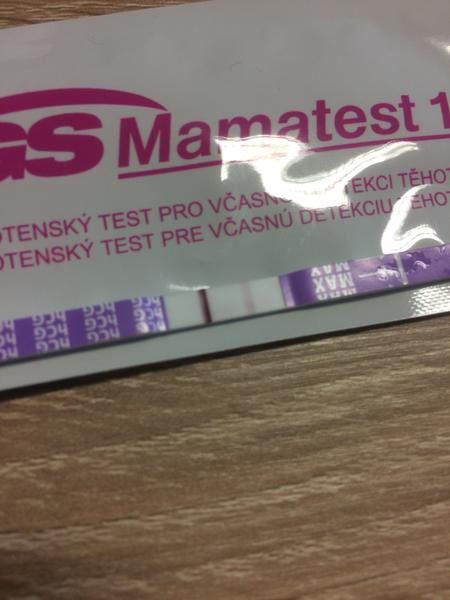 GS Mamatest 1
OTENSKÝ TEST PRO VČASNO DETEKCI TĚHOT
OTENSKÝ TEST PRE VČASNÚ DETEKCIU TEHOT
hCG hCG hCG hCG
MAX MAX